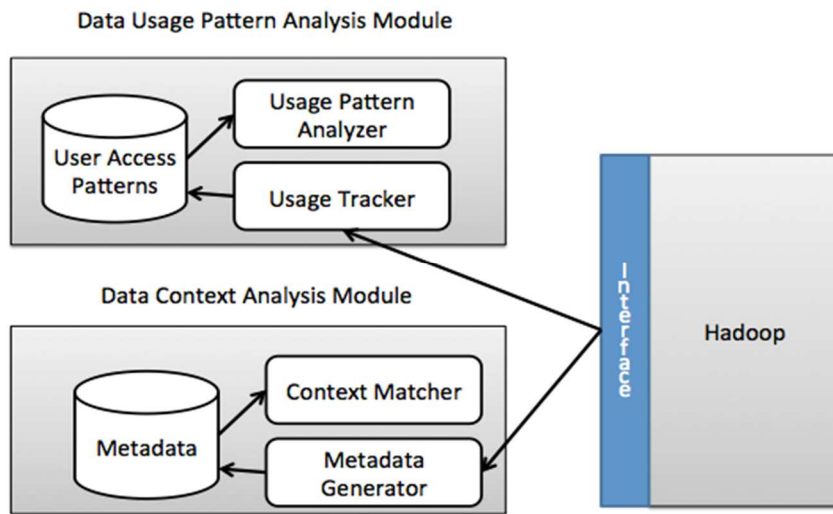 Data Usage Pattern Analysis Module
Usage Pattern
Analyzer
User Access
Patterns
Usage Tracker
Data Context Analysis Module
Context Matcher
Metadata
Metadata
Generator
Interface
Hadoop